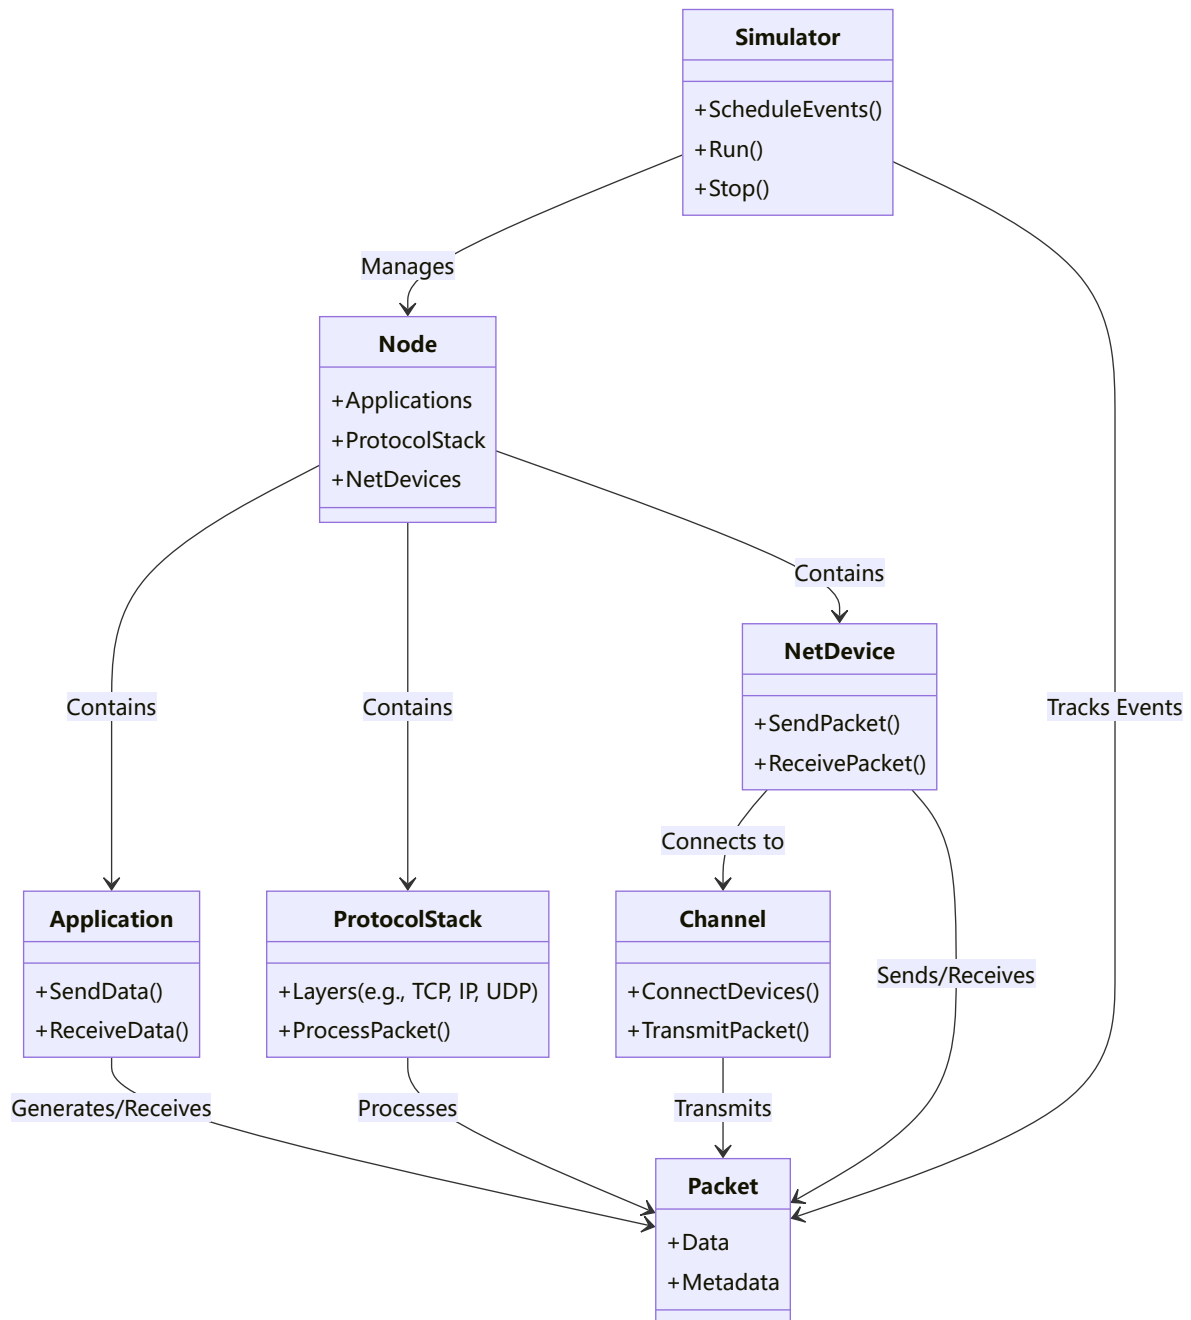 Simulator
+ScheduleEvents()
+Run()
+Stop()
Manages
Node
+Applications
+ProtocolStack
+NetDevices
Contains
NetDevice
+SendPacket()
+ReceivePacket()
Contains
Contains
Tracks Events
Connects to
Application
+SendData()
+ReceiveData()
ProtocolStack
+Layers(e.g., TCP, IP, UDP)
+ProcessPacket()
Channel
+ConnectDevices()
+TransmitPacket()
Sends/Receives
Generates/Receives
Processes
Transmits
Packet
+Data
+Metadata